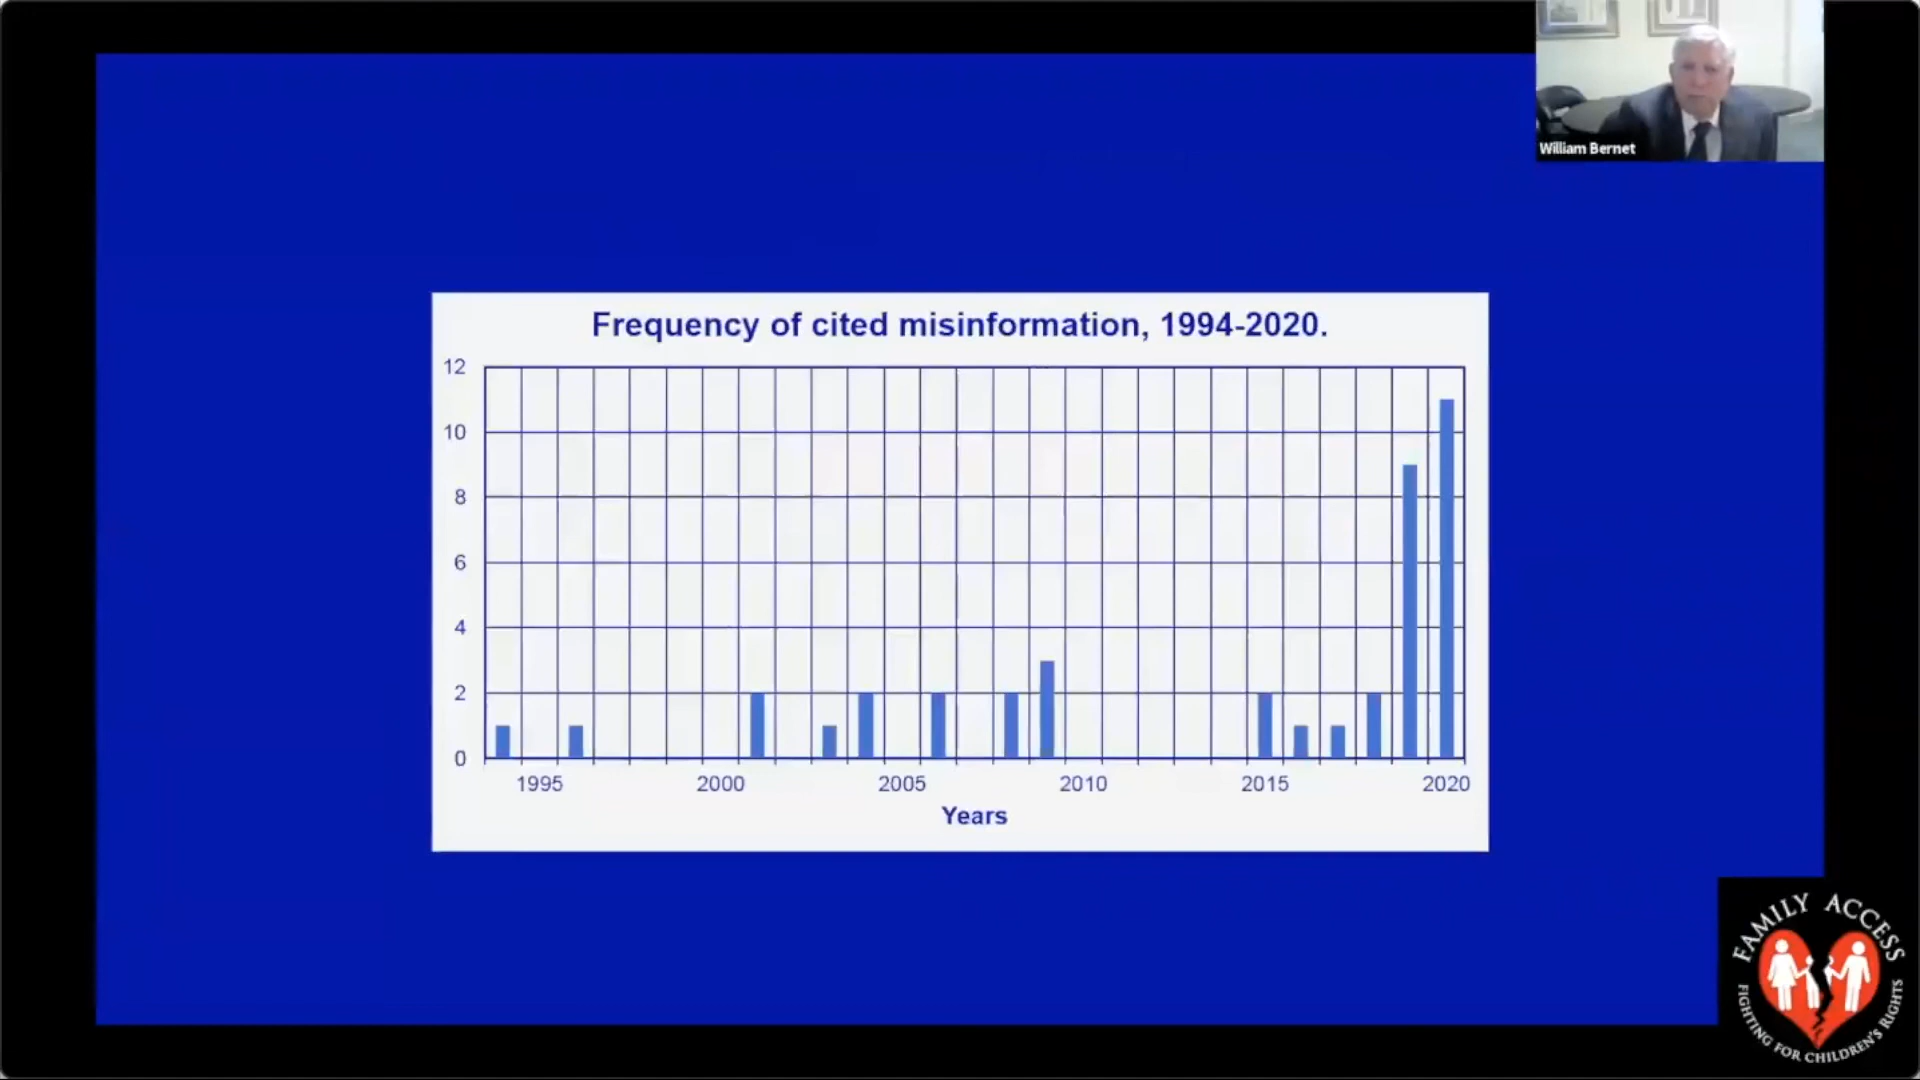 William Bernet
Frequency of cited misinformation, 1994-2020.
12
10
8
6
4
2
0
1995 2000 2005 2010 2015 2020
Years
FAMILY ACCESS
FIGHTING FOR CHILDREN'S RIGHTS